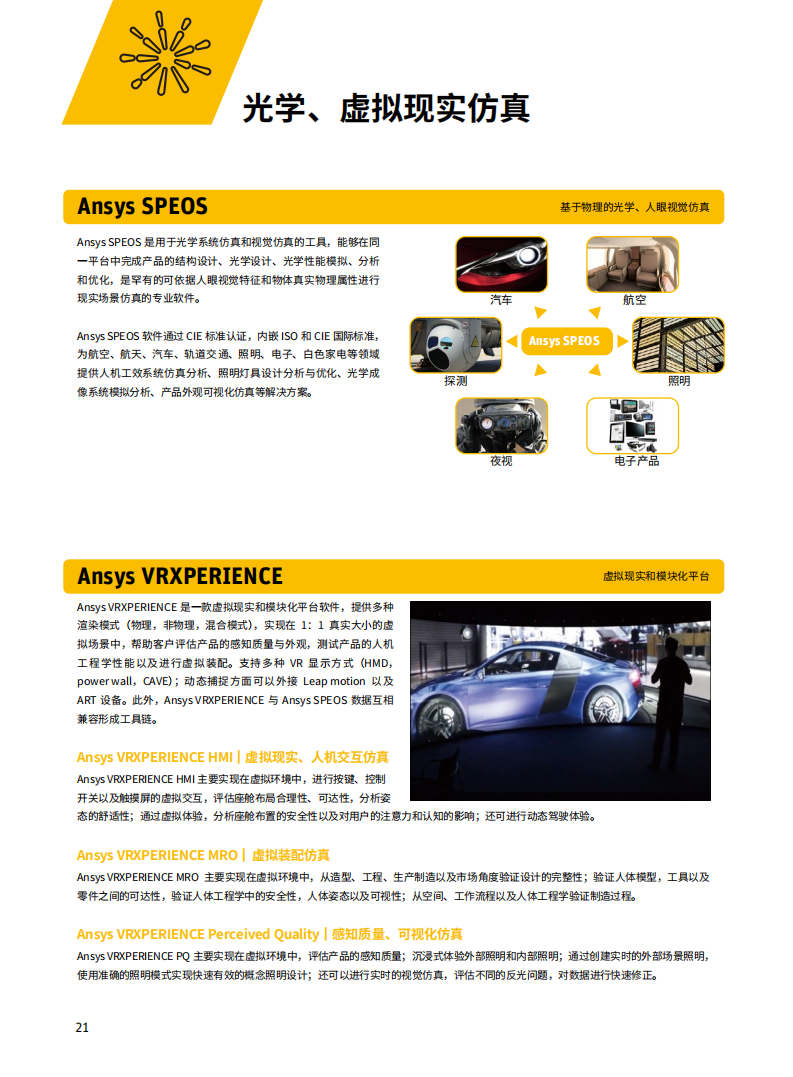 光学、虚拟现实仿真
Ansys SPEOS
基于物理的光学、人眼视觉仿真
Ansys SPEOS 是用于光学系统仿真和视觉仿真的工具，能够在同
一平台中完成产品的结构设计、光学设计、光学性能模拟、分析
和优化，是罕有的可依据人眼视觉特征和物体真实物理属性进行
现实场景仿真的专业软件。
Ansys SPEOS 软件通过 CIE 标准认证，内嵌 ISO 和 CIE 国际标准，
为航空、航天、汽车、轨道交通、照明、电子、白色家电等领域
提供人机工效系统仿真分析、照明灯具设计分析与优化、光学成
像系统模拟分析、产品外观可视化仿真等解决方案。
汽车
航空
探测
Ansys SPEOS
照明
夜视
电子产品
Ansys VRXPERIENCE
虚拟现实和模块化平台
Ansys VRXPERIENCE 是一款虚拟现实和模块化平台软件，提供多种
渲染模式（物理，非物理，混合模式），实现在 1：1 真实大小的虚
拟场景中，帮助客户评估产品的感知质量与外观，测试产品的人机
工程学性能以及进行虚拟装配。支持多种 VR 显示方式（HMD，
power wall，CAVE）；动态捕捉方面可以外接 Leap motion 以及
ART 设备。此外，Ansys VRXPERIENCE 与 Ansys SPEOS 数据互相
兼容形成工具链。
Ansys VRXPERIENCE HMI | 虚拟现实、人机交互仿真
Ansys VRXPERIENCE HMI 主要实现在虚拟环境中，进行按键、控制
开关以及触摸屏的虚拟交互，评估座舱布局合理性、可达性，分析姿
态的舒适性；通过虚拟体验，分析座舱布置的安全性以及对用户的注意力和认知的影响；还可进行动态驾驶体验。
Ansys VRXPERIENCE MRO | 虚拟装配仿真
Ansys VRXPERIENCE MRO 主要实现在虚拟环境中，从造型、工程、生产制造以及市场角度验证设计的完整性；验证人体模型，工具以及
零件之间的可达性，验证人体工程学中的安全性，人体姿态以及可视性；从空间、工作流程以及人体工程学验证制造过程。
Ansys VRXPERIENCE Perceived Quality | 感知质量、可视化仿真
Ansys VRXPERIENCE PQ 主要实现在虚拟环境中，评估产品的感知质量；沉浸式体验外部照明和内部照明；通过创建实时的外部场景照明，
使用准确的照明模式实现快速有效的概念照明设计；还可以进行实时的视觉仿真，评估不同的反光问题，对数据进行快速修正。
21